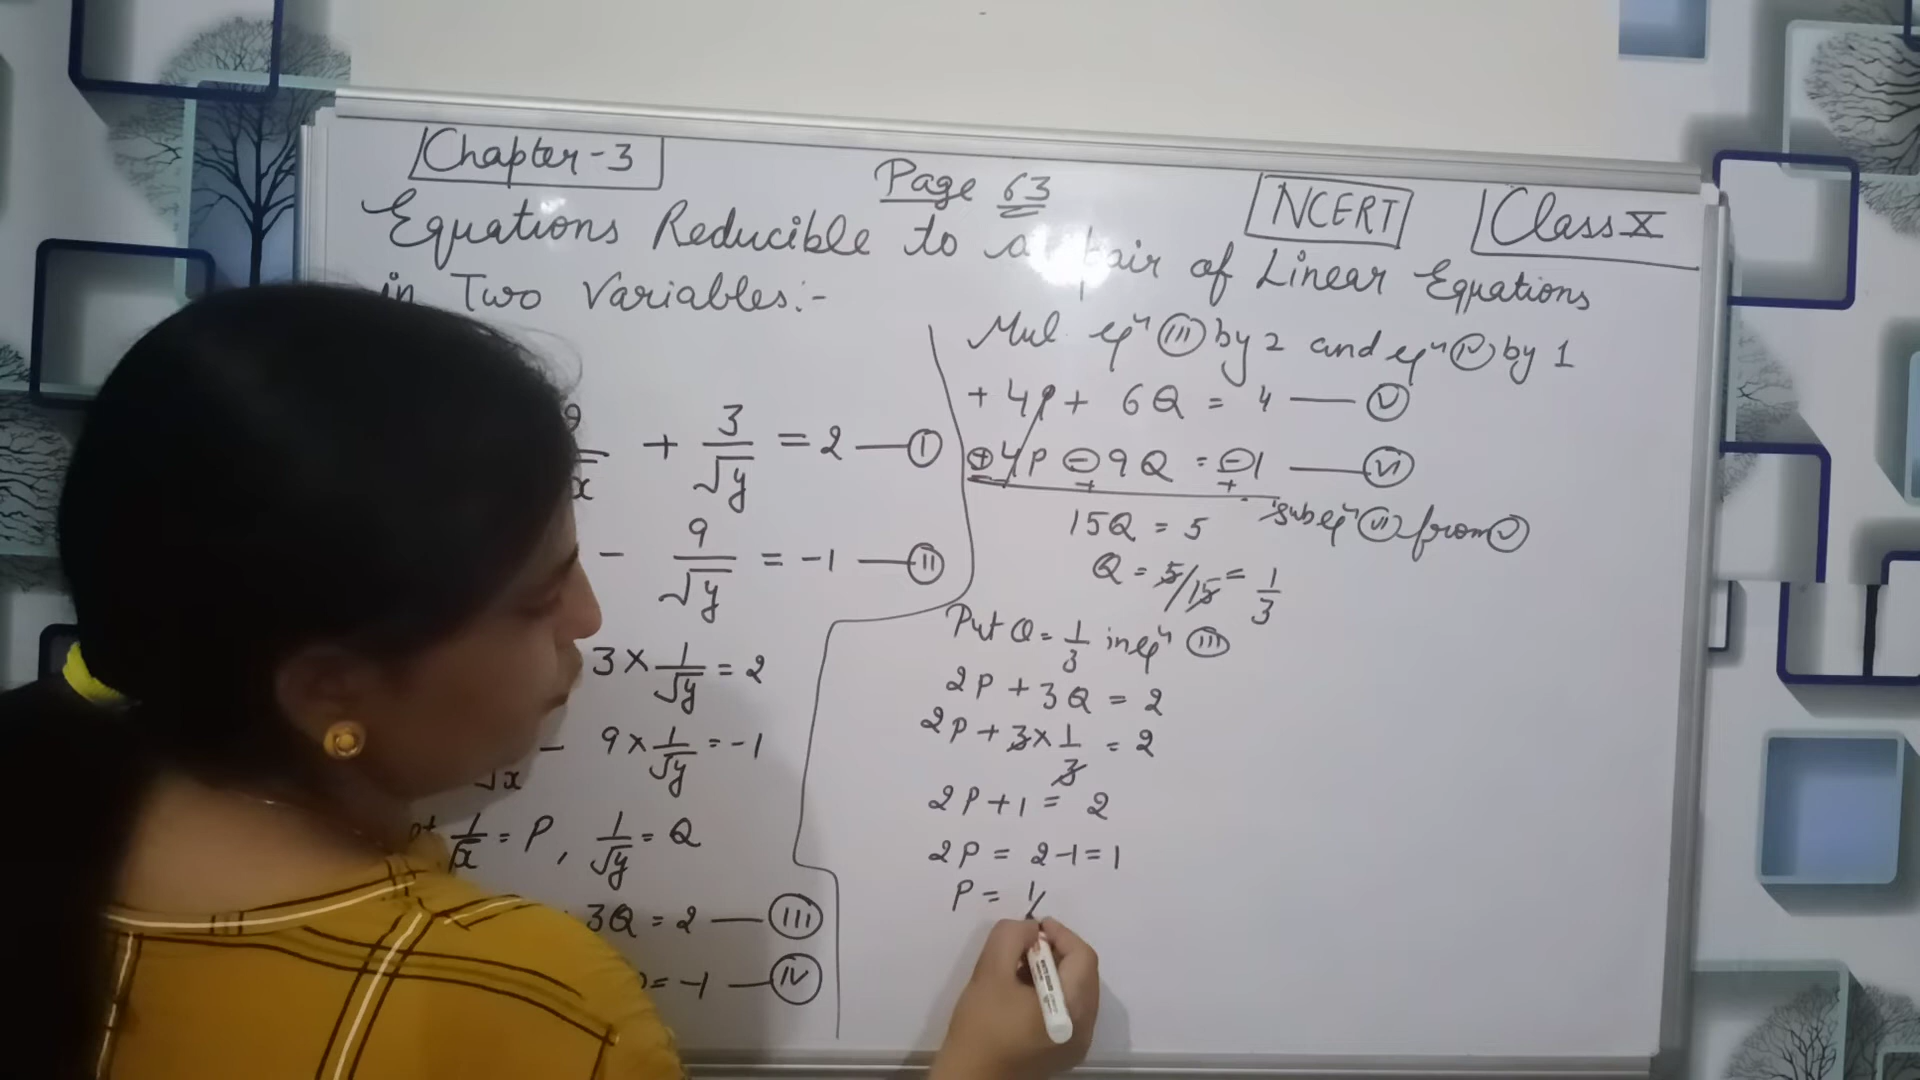 Chapter-3
Page 63
NCERT
Class X
Equations Reducible to a pair of Linear Equations
in Two Variables:-
2/√x + 3/√y = 2 — (I)
- 9/√y = -1 — (II)
3 × 1/√y = 2
√x - 9 × 1/√y = -1
1/√x = P, 1/√y = Q
3Q = 2 — (III)
= -1 — (IV)
Mul eqⁿ (III) by 2 and eqⁿ (IV) by 1
+ 4P + 6Q = 4 — (V)
+4P - 9Q = -1 — (VI)
- + +
15Q = 5 sub eqⁿ (VI) from (V)
Q = 5/15 = 1/3
Put Q = 1/3 in eqⁿ (III)
2P + 3Q = 2
2P + 3 × 1/3 = 2
2P + 1 = 2
2P = 2-1 = 1
P = 1/